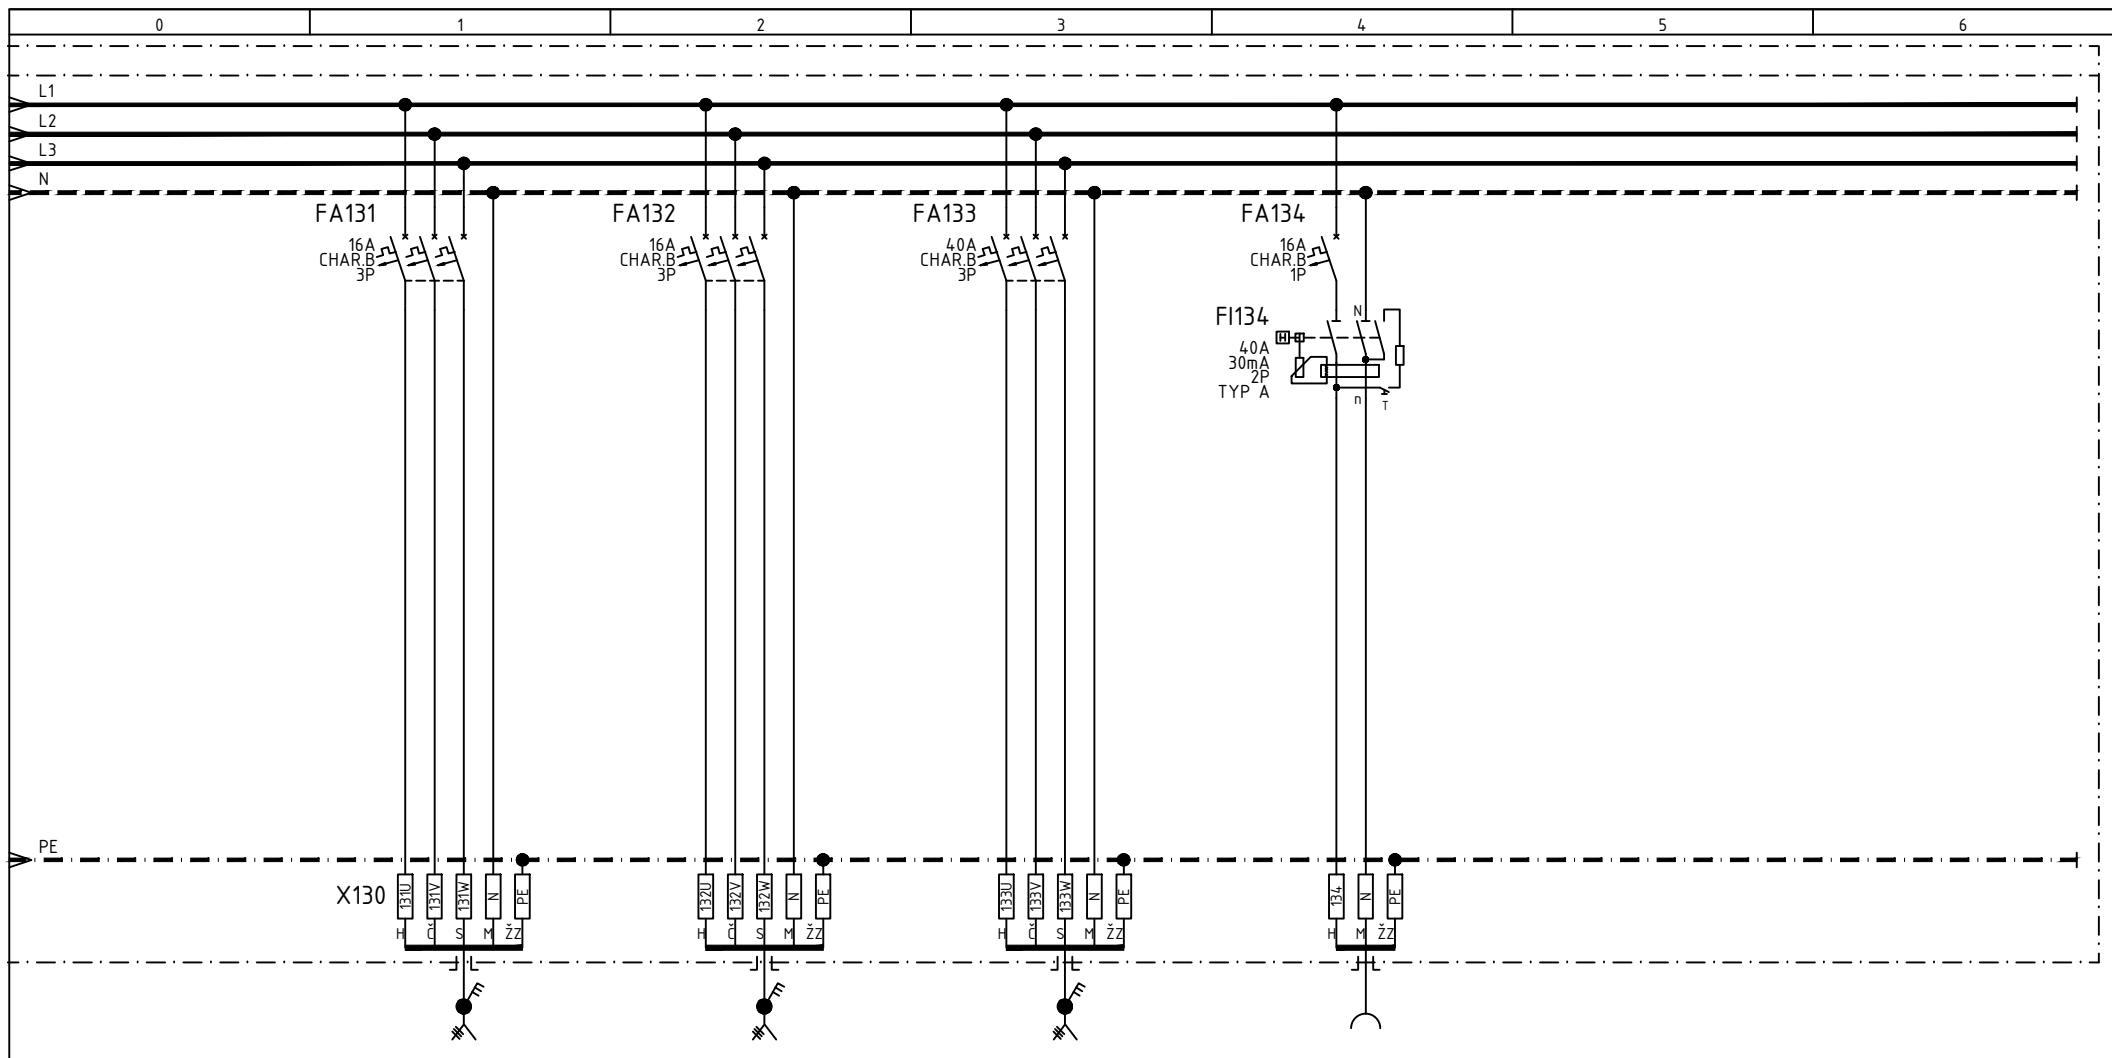 0 1 2 3 4 5 6
L1
L2
L3
N
FA131
16A
CHAR.B
3P
FA132
16A
CHAR.B
3P
FA133
40A
CHAR.B
3P
FA134
16A
CHAR.B
1P
FI134
40A
30mA
2P
TYP A
N
H
n
T
PE
X130
131U 131V 131W N PE
132U 132V 132W N PE
133U 133V 133W N PE
134 N PE
H Č S M ŽZ
H Č S M ŽZ
H Č S M ŽZ
H M ŽZ